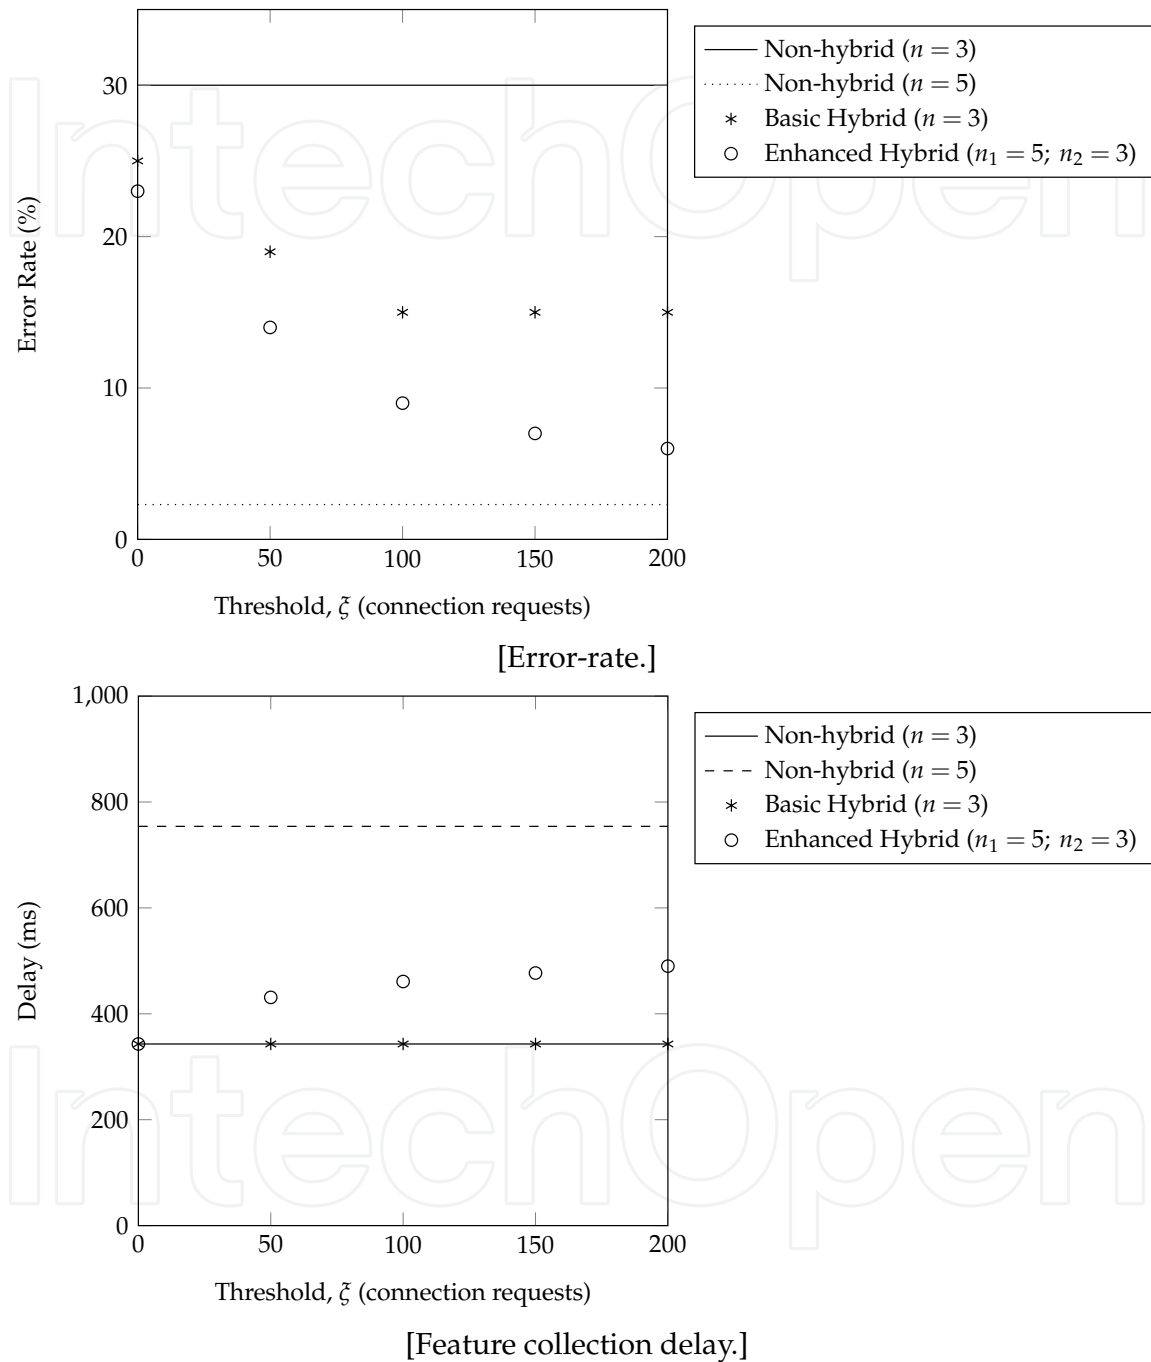 Non-hybrid (n = 3)
Non-hybrid (n = 5)
Basic Hybrid (n = 3)
Enhanced Hybrid (n₁ = 5; n₂ = 3)
Error Rate (%)
30
20
10
0
0 50 100 150 200
Threshold, ξ (connection requests)
[Error-rate.]
Non-hybrid (n = 3)
Non-hybrid (n = 5)
Basic Hybrid (n = 3)
Enhanced Hybrid (n₁ = 5; n₂ = 3)
Delay (ms)
1,000
800
600
400
200
0
0 50 100 150 200
Threshold, ξ (connection requests)
[Feature collection delay.]
IntechOpen
IntechOpen